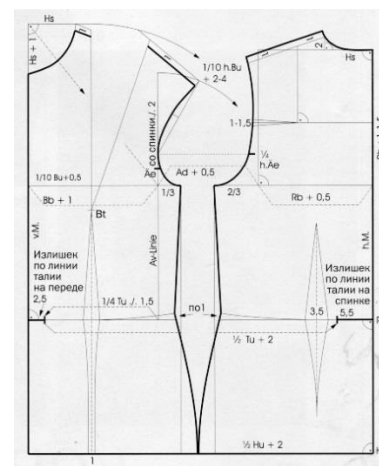 Hs
Hs + 1
1/10 h.Bu
+ 2-4
2
Hs
со спинки./. 2
1-1,5
½
h.Ae
Ae
Ad + 0,5
1/10 Bu+0,5
Bb + 1
1/3
2/3
Rb + 0,5
Bt
v.M.
Av-Linie
h.M.
Излишек
по линии
талии
на переде
2,5
1/4 Tu ./. 1,5
по1
Излишек
по линии
талии на
спинке
3,5
5,5
½ Tu + 2
½ Hu + 2
1